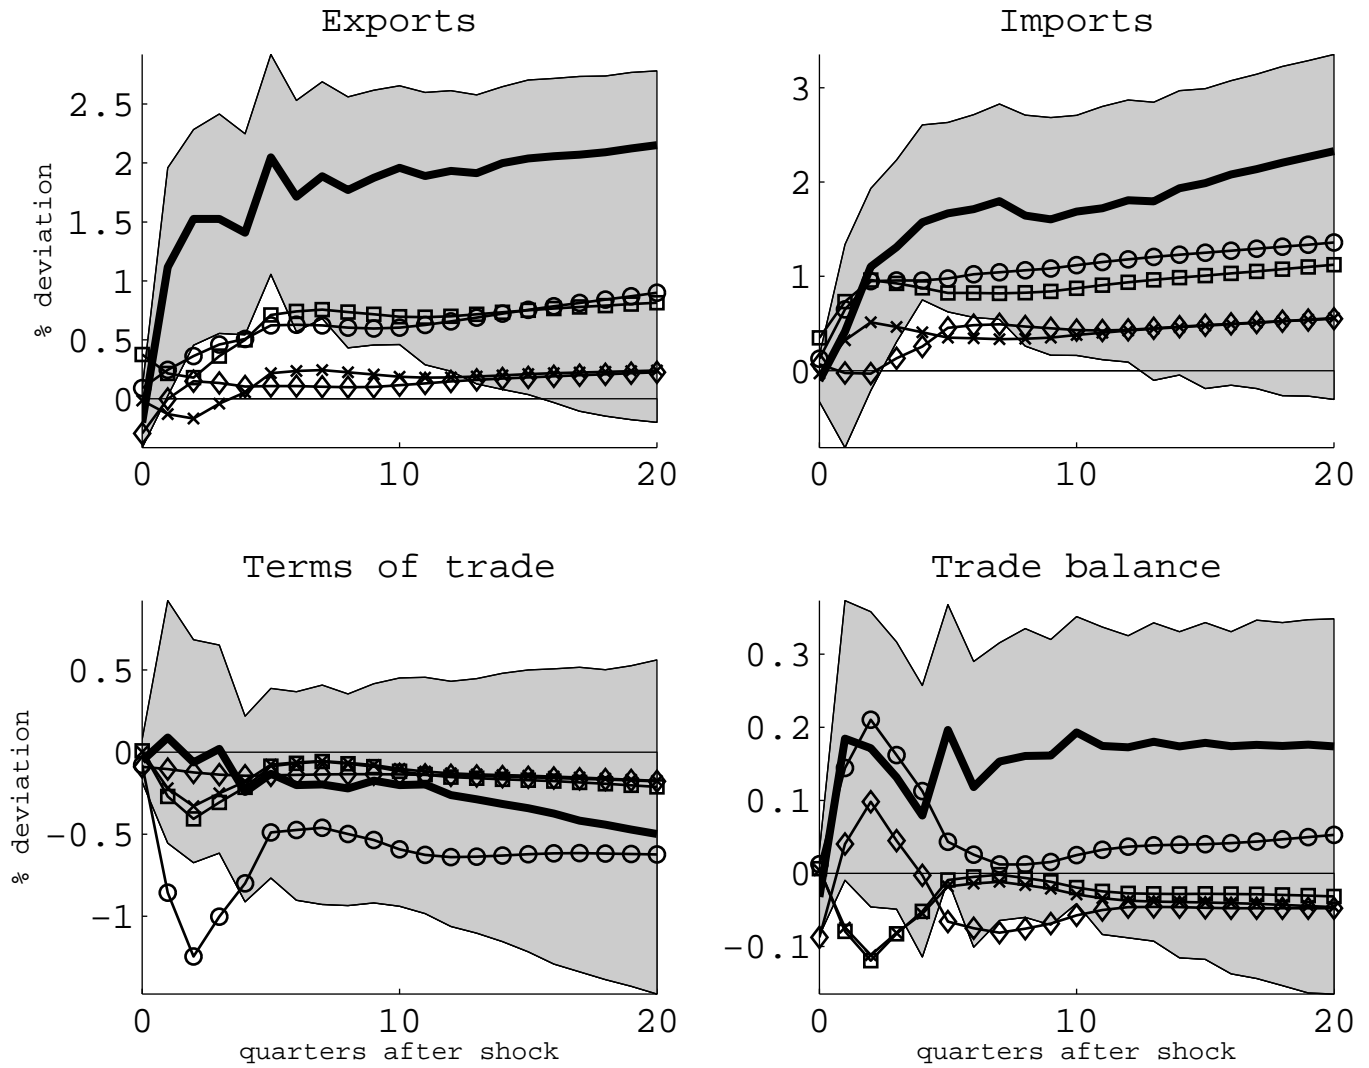 Exports
% deviation
2.5
2
1.5
1
0.5
0
0 10 20
Imports
3
2
1
0
0 10 20
Terms of trade
% deviation
0.5
0
-0.5
-1
0 10 20
quarters after shock
Trade balance
0.3
0.2
0.1
0
-0.1
0 10 20
quarters after shock